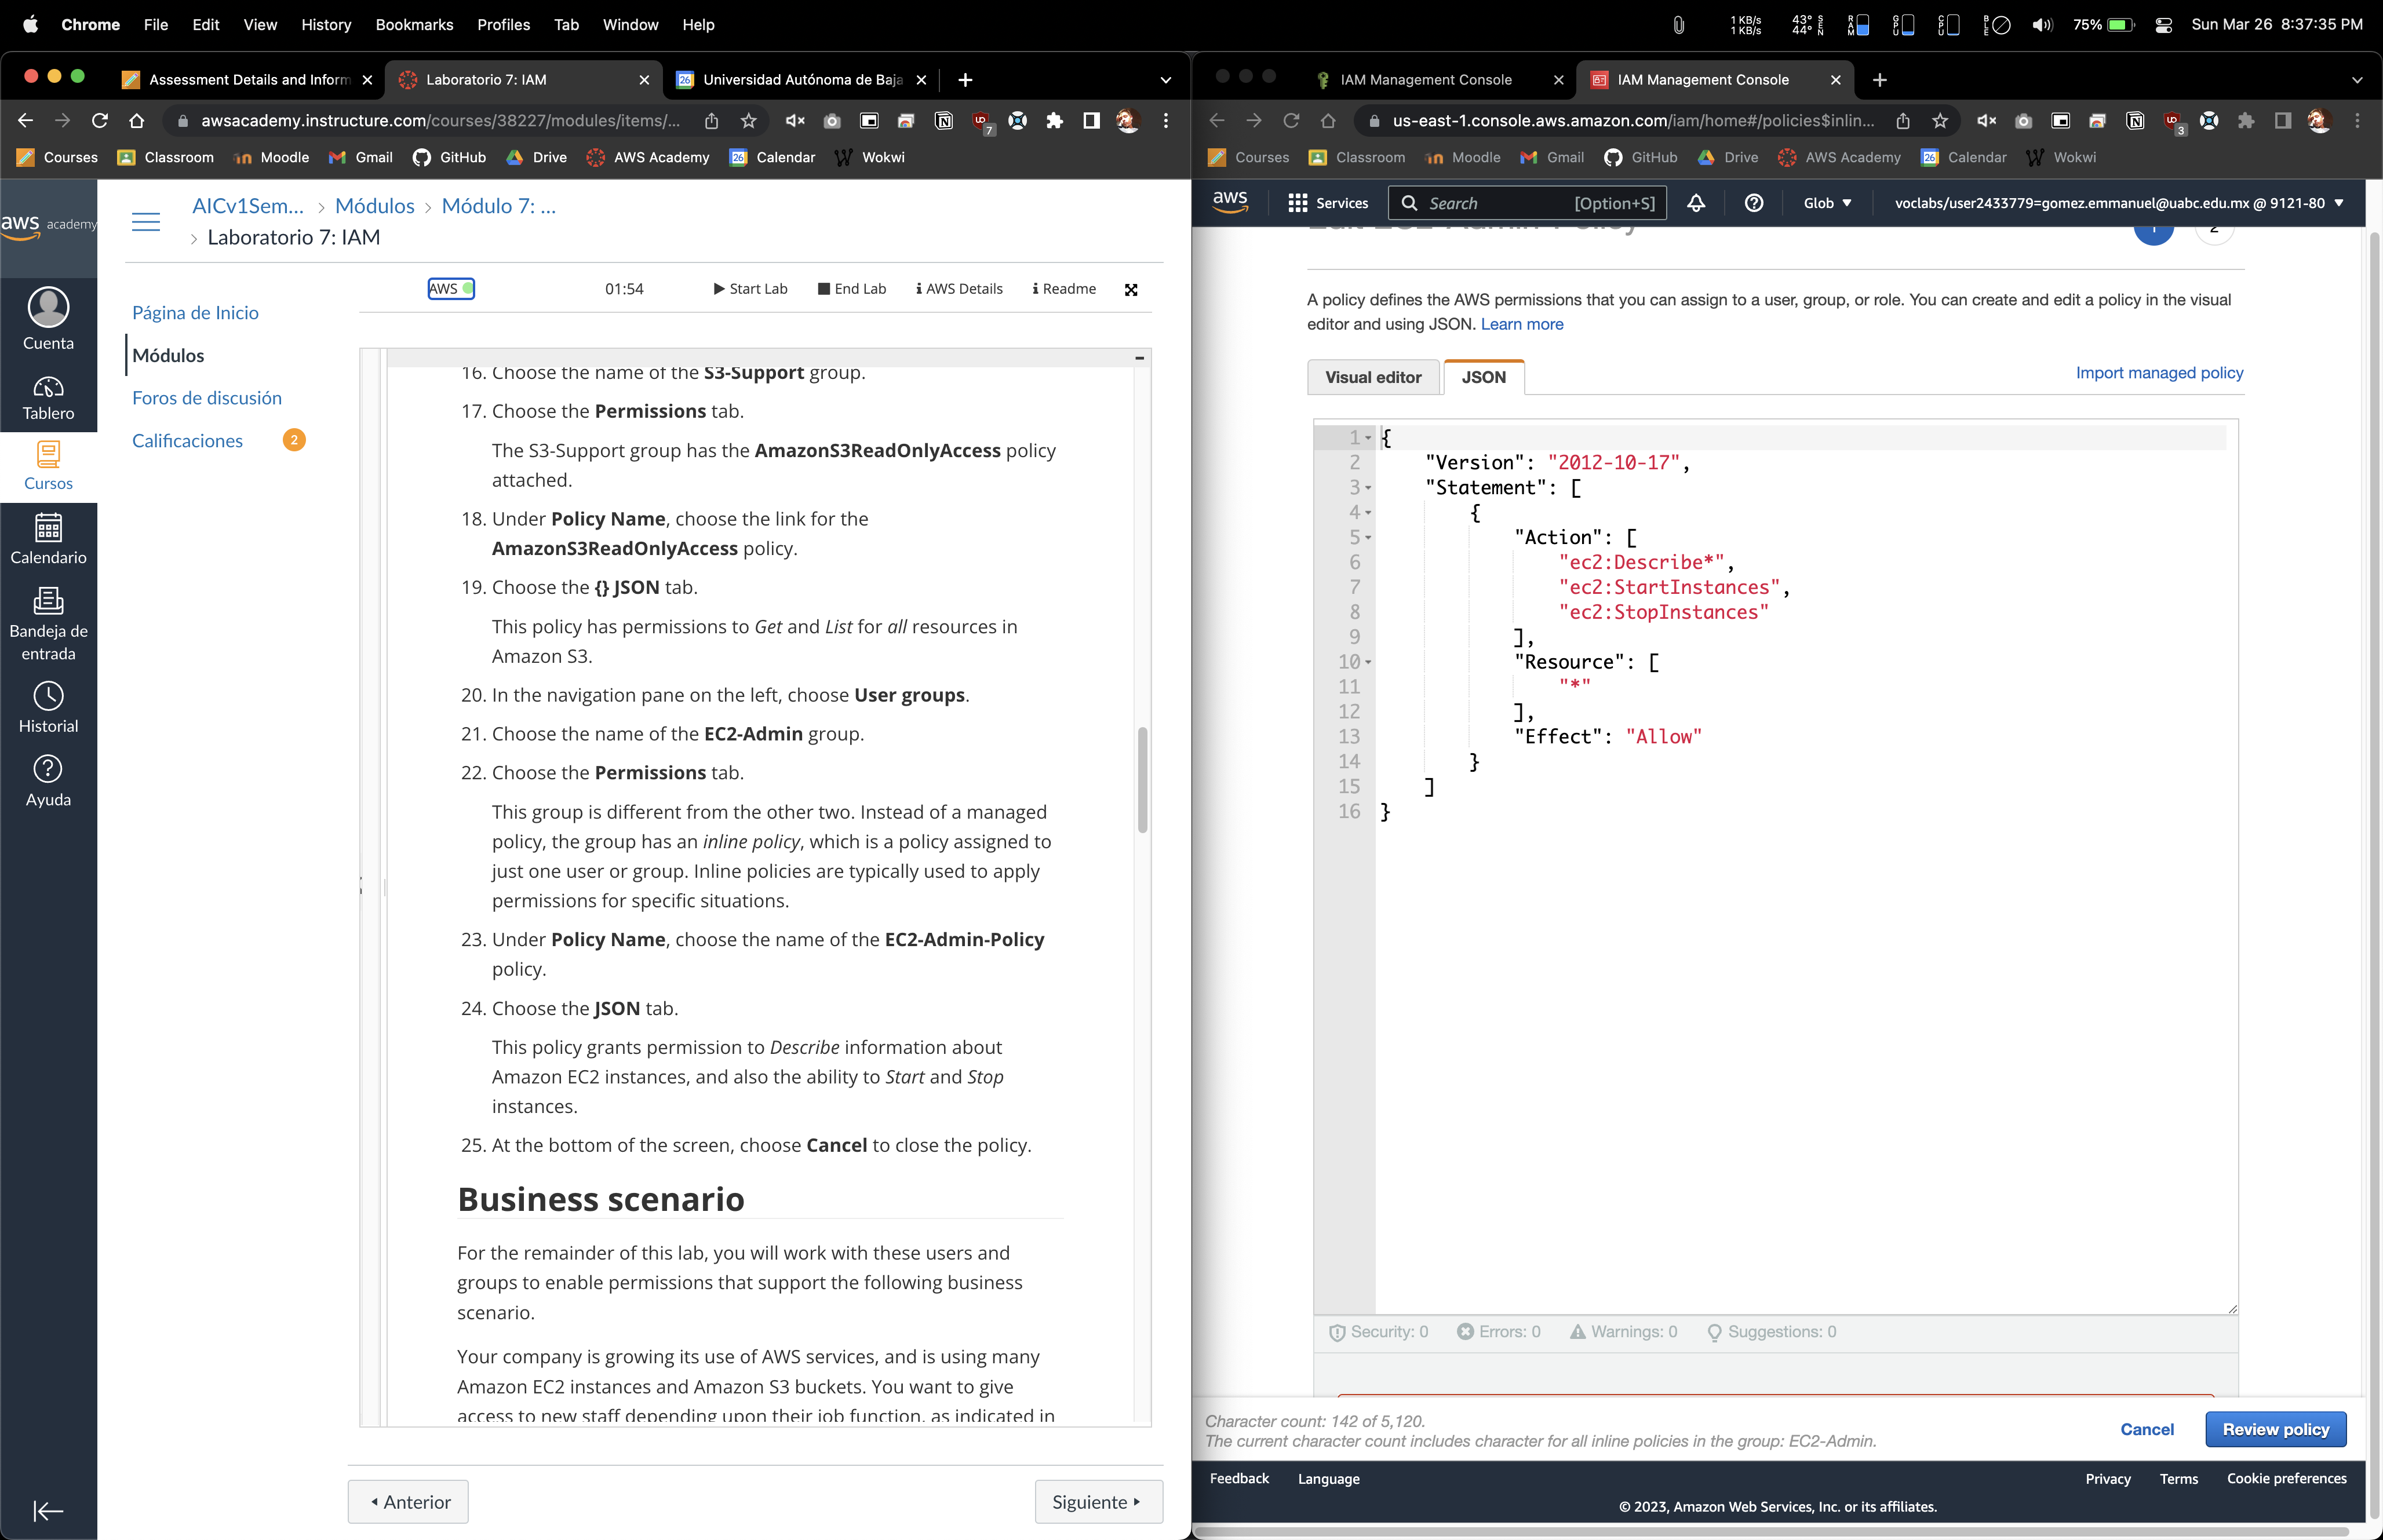 Chrome File Edit View History Bookmarks Profiles Tab Window Help
1 KB/s 1 KB/s 43° 44° SEN RAM GPU CPU BLE 75% Sun Mar 26 8:37:35 PM
Assessment Details and Inform Laboratorio 7: IAM Universidad Autónoma de Baja
awsacademy.instructure.com/courses/38227/modules/items/... 7
Courses Classroom Moodle Gmail GitHub Drive AWS Academy Calendar Wokwi
aws academy
Cuenta
Tablero
Cursos
Calendario
Bandeja de
entrada
Historial
Ayuda
AICv1Sem... > Módulos > Módulo 7: ...
> Laboratorio 7: IAM
Página de Inicio
Módulos
Foros de discusión
Calificaciones 2
AWS 01:54 Start Lab End Lab AWS Details Readme
16. Choose the name of the S3-Support group.
17. Choose the Permissions tab.
The S3-Support group has the AmazonS3ReadOnlyAccess policy
attached.
18. Under Policy Name, choose the link for the
AmazonS3ReadOnlyAccess policy.
19. Choose the {} JSON tab.
This policy has permissions to Get and List for all resources in
Amazon S3.
20. In the navigation pane on the left, choose User groups.
21. Choose the name of the EC2-Admin group.
22. Choose the Permissions tab.
This group is different from the other two. Instead of a managed
policy, the group has an inline policy, which is a policy assigned to
just one user or group. Inline policies are typically used to apply
permissions for specific situations.
23. Under Policy Name, choose the name of the EC2-Admin-Policy
policy.
24. Choose the JSON tab.
This policy grants permission to Describe information about
Amazon EC2 instances, and also the ability to Start and Stop
instances.
25. At the bottom of the screen, choose Cancel to close the policy.
Business scenario
For the remainder of this lab, you will work with these users and
groups to enable permissions that support the following business
scenario.
Your company is growing its use of AWS services, and is using many
Amazon EC2 instances and Amazon S3 buckets. You want to give
access to new staff depending upon their job function, as indicated in
Anterior Siguiente
IAM Management Console IAM Management Console
us-east-1.console.aws.amazon.com/iam/home#/policies$inlin... 3
Courses Classroom Moodle Gmail GitHub Drive AWS Academy Calendar Wokwi
aws Services Search [Option+S] Glob voclabs/user2433779=gomez.emmanuel@uabc.edu.mx @ 9121-80
Edit EC2-Admin-Policy 1 2
A policy defines the AWS permissions that you can assign to a user, group, or role. You can create and edit a policy in the visual
editor and using JSON. Learn more
Visual editor JSON Import managed policy
1 {
2 "Version": "2012-10-17",
3 "Statement": [
4 {
5 "Action": [
6 "ec2:Describe*",
7 "ec2:StartInstances",
8 "ec2:StopInstances"
9 ],
10 "Resource": [
11 "*"
12 ],
13 "Effect": "Allow"
14 }
15 ]
16 }
Security: 0 Errors: 0 Warnings: 0 Suggestions: 0
Character count: 142 of 5,120.
The current character count includes character for all inline policies in the group: EC2-Admin.
Cancel Review policy
Feedback Language Privacy Terms Cookie preferences
© 2023, Amazon Web Services, Inc. or its affiliates.